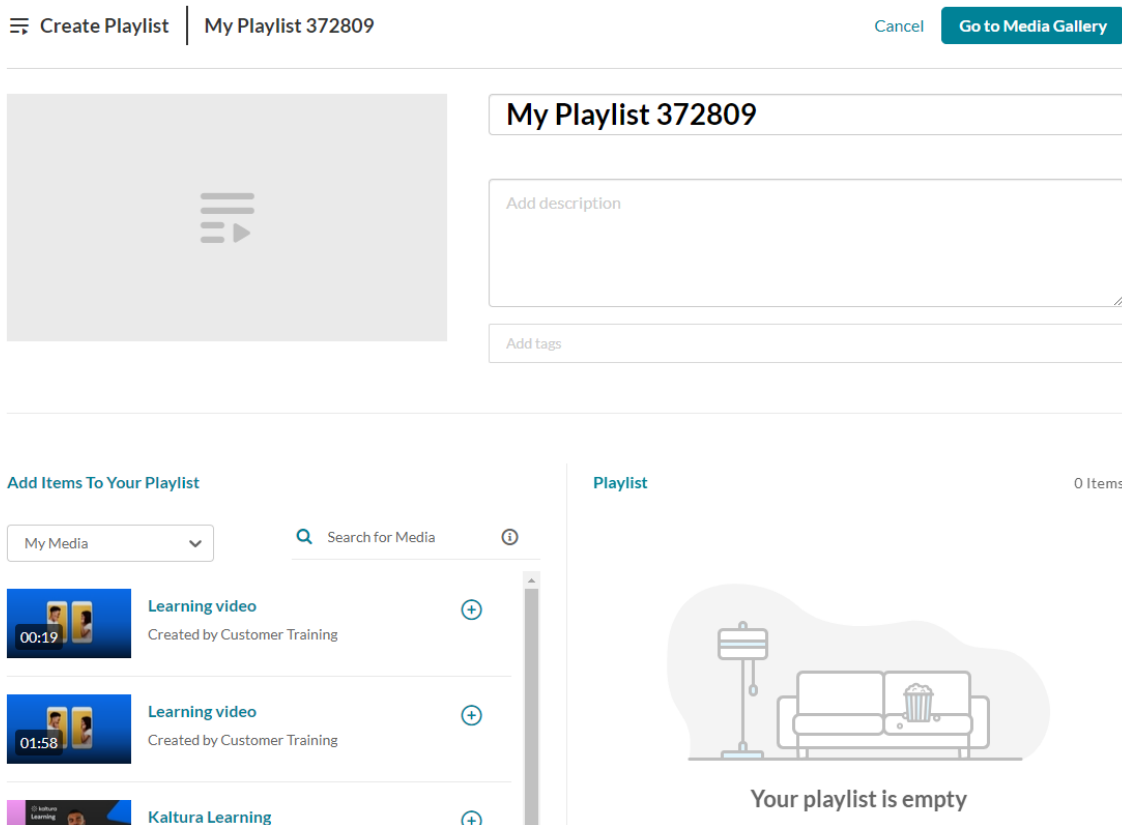 Create Playlist
My Playlist 372809
Cancel
Go to Media Gallery
My Playlist 372809
Add description
Add tags
Add Items To Your Playlist
My Media
Search for Media
00:19
Learning video
Created by Customer Training
01:58
Learning video
Created by Customer Training
kaltura
Learning
Kaltura Learning
Playlist
0 Items
Your playlist is empty